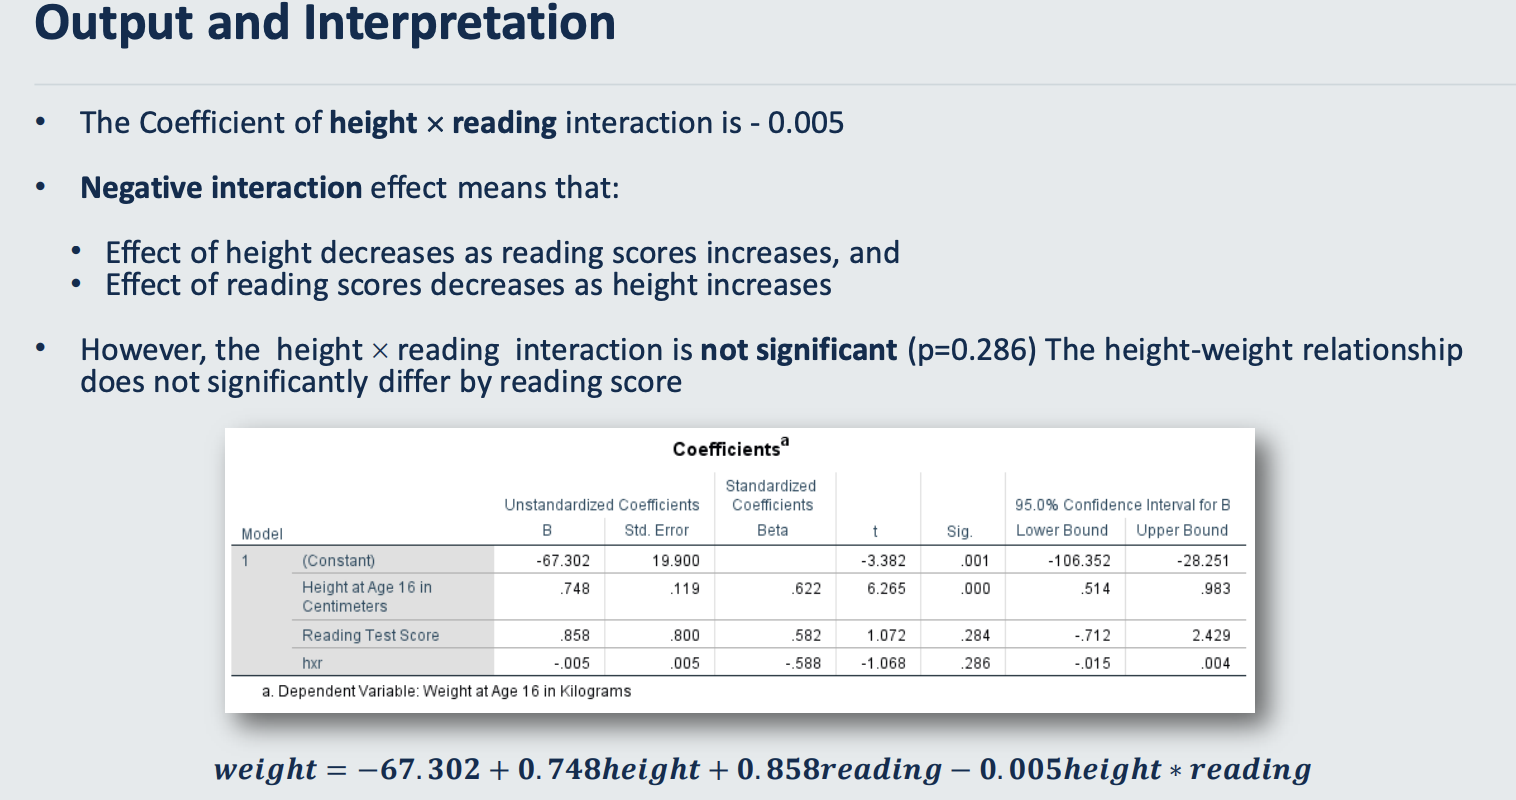 Output and Interpretation
• The Coefficient of height × reading interaction is - 0.005
• Negative interaction effect means that:
• Effect of height decreases as reading scores increases, and
• Effect of reading scores decreases as height increases
• However, the height × reading interaction is not significant (p=0.286) The height-weight relationship
does not significantly differ by reading score
Coefficientsᵃ
Model Unstandardized Coefficients Standardized Coefficients t Sig. 95.0% Confidence Interval for B
B Std. Error Beta Lower Bound Upper Bound
1 (Constant) -67.302 19.900 -3.382 .001 -106.352 -28.251
Height at Age 16 in Centimeters .748 .119 .622 6.265 .000 .514 .983
Reading Test Score .858 .800 .582 1.072 .284 -.712 2.429
hxr -.005 .005 -.588 -1.068 .286 -.015 .004
a. Dependent Variable: Weight at Age 16 in Kilograms
weight = −67.302 + 0.748height + 0.858reading − 0.005height ∗ reading